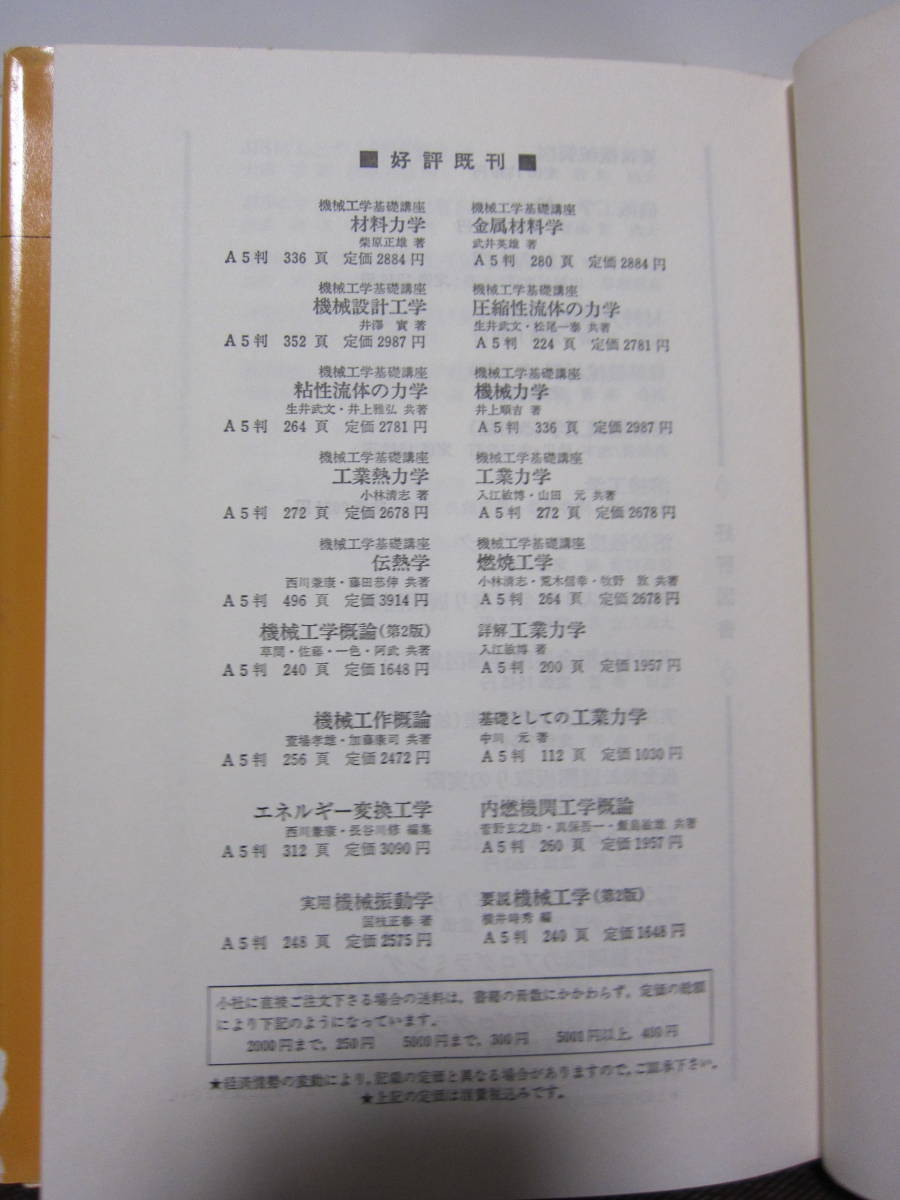 ■ 好評既刊 ■
機械工学基礎講座
材料力学
柴原正雄 著
A5判 336頁 定価2884円
機械工学基礎講座
金属材料学
武井英雄 著
A5判 280頁 定価2884円
機械工学基礎講座
機械設計工学
井澤 實 著
A5判 352頁 定価2987円
機械工学基礎講座
圧縮性流体の力学
生井武文・松尾一泰 共著
A5判 224頁 定価2781円
機械工学基礎講座
粘性流体の力学
生井武文・井上雅弘 共著
A5判 264頁 定価2781円
機械工学基礎講座
機械力学
井上順吉 著
A5判 336頁 定価2987円
機械工学基礎講座
工業熱力学
小林清志 著
A5判 272頁 定価2678円
機械工学基礎講座
工業力学
入江敏博・山田 元 共著
A5判 272頁 定価2678円
機械工学基礎講座
伝熱学
西川兼康・藤田恭伸 共著
A5判 496頁 定価3914円
機械工学基礎講座
燃焼工学
小林清志・荒木信幸・牧野 敦 共著
A5判 264頁 定価2678円
機械工学概論(第2版)
草間・佐藤・一色・阿武 共著
A5判 240頁 定価1648円
詳解 工業力学
入江敏博 著
A5判 200頁 定価1957円
機械工作概論
萱場孝雄・加藤康司 共著
A5判 256頁 定価2472円
基礎としての 工業力学
中川 元 著
A5判 112頁 定価1030円
エネルギー変換工学
西川兼康・長谷川修 編集
A5判 312頁 定価3090円
内燃機関工学概論
菅野玄之助・真保吾一・飯島敏雄 共著
A5判 260頁 定価1957円
実用 機械振動学
国枝正春 著
A5判 248頁 定価2575円
要説 機械工学(第2版)
櫻井時秀 編
A5判 240頁 定価1648円
小社に直接ご注文下さる場合の送料は,書籍の冊数にかかわらず,定価の総額
により下記のようになっています.
2000円まで,250円 5000円まで,300円 5000円以上,400円
★経済情勢の変動により,記載の定価と異なる場合がありますので,ご了承下さい.
★上記の定価は消費税込みです.